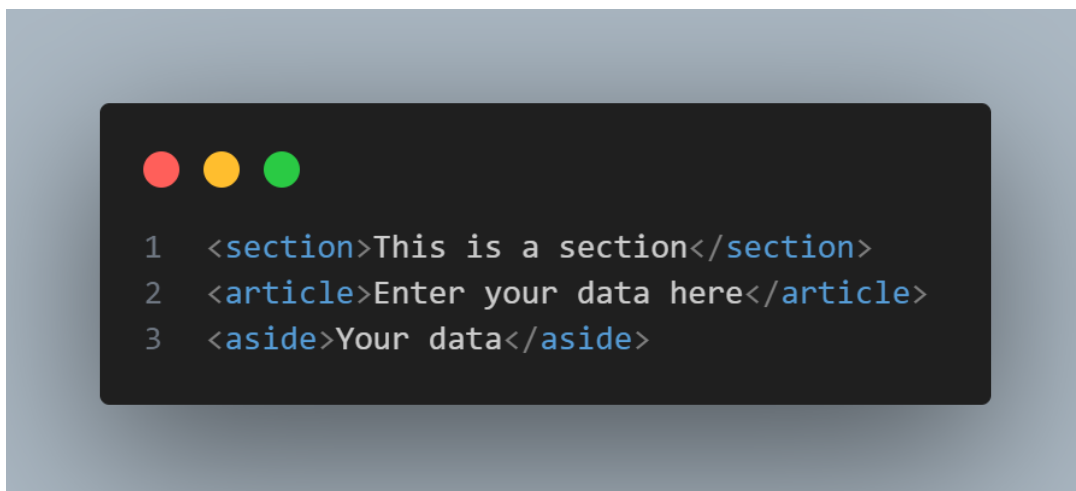 1 <section>This is a section</section>
2 <article>Enter your data here</article>
3 <aside>Your data</aside>